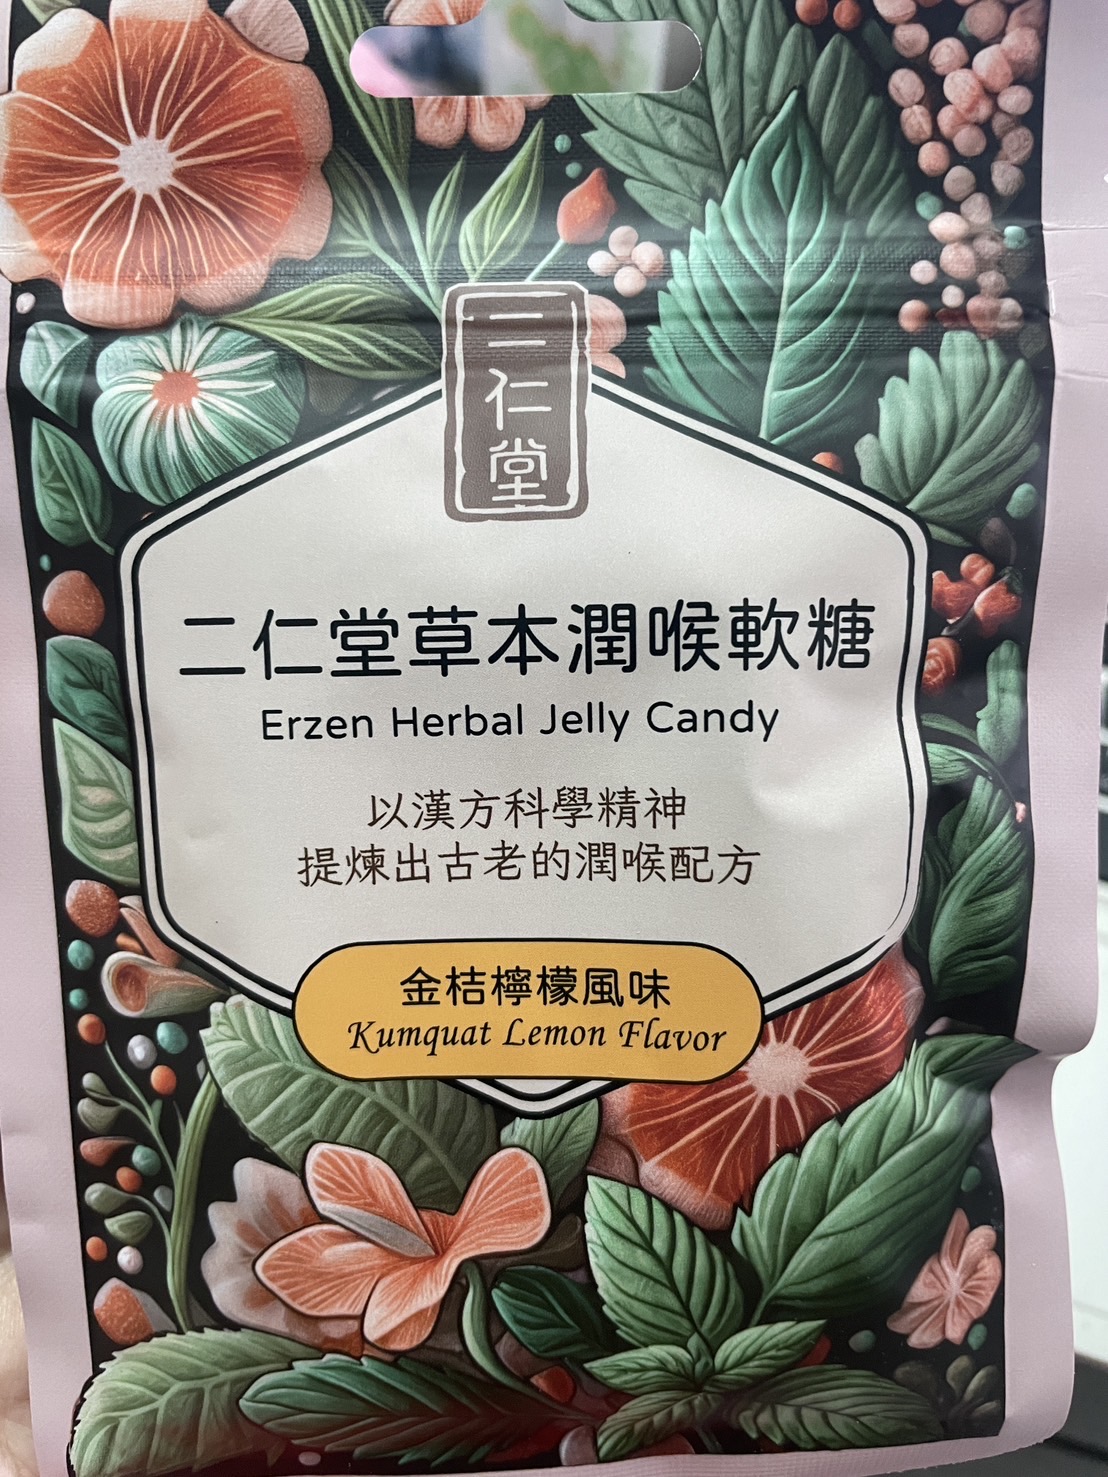 二仁堂
二仁堂草本潤喉軟糖
Erzen Herbal Jelly Candy
以漢方科學精神
提煉出古老的潤喉配方
金桔檸檬風味
Kumquat Lemon Flavor